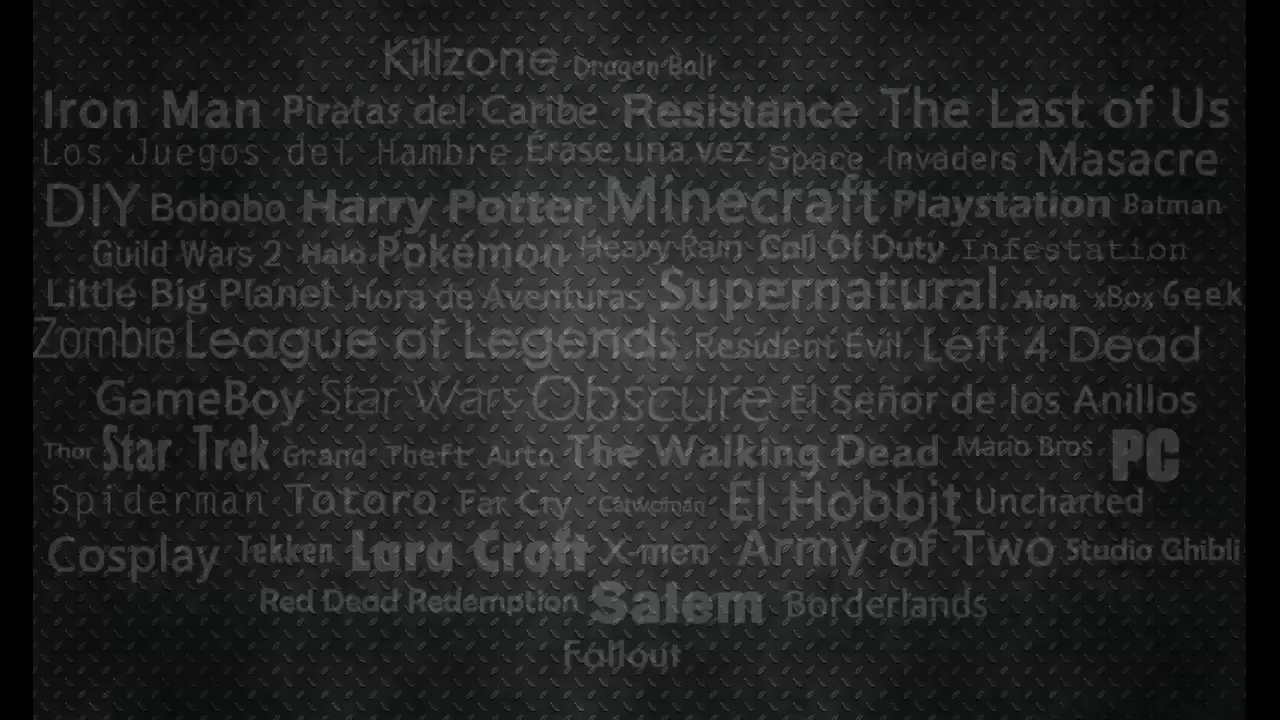 Killzone Dragon Ball
Iron Man Piratas del Caribe Resistance The Last of Us
Los Juegos del Hambre Érase una vez Space Invaders Masacre
DIY Bobobo Harry Potter Minecraft Playstation Batman
Guild Wars 2 Halo Pokémon Heavy Rain Call Of Duty Infestation
Little Big Planet Hora de Aventuras Supernatural Aion xBox Geek
Zombie League of Legends Resident Evil Left 4 Dead
GameBoy Star Wars Obscure El Señor de los Anillos
Thor Star Trek Grand Theft Auto The Walking Dead Mario Bros PC
Spiderman Totoro Far Cry Catwoman El Hobbit Uncharted
Cosplay Tekken Lara Croft X-men Army of Two Studio Ghibli
Red Dead Redemption Salem Borderlands
Fallout